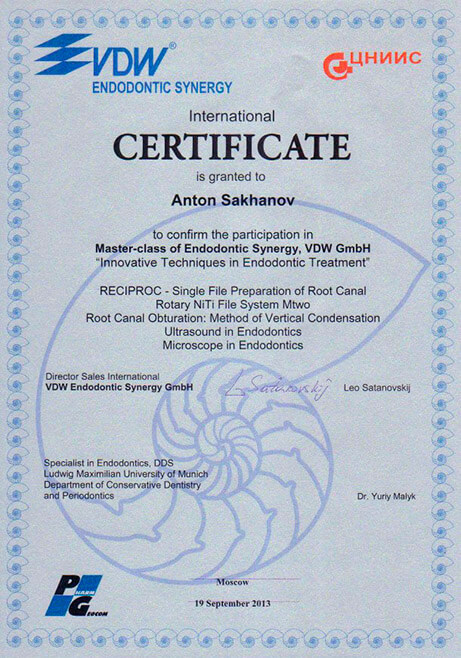 VDW®
ENDODONTIC SYNERGY
ЦНИИС
International
CERTIFICATE
is granted to
Anton Sakhanov
to confirm the participation in
Master-class of Endodontic Synergy, VDW GmbH
"Innovative Techniques in Endodontic Treatment"
RECIPROC - Single File Preparation of Root Canal
Rotary NiTi File System Mtwo
Root Canal Obturation: Method of Vertical Condensation
Ultrasound in Endodontics
Microscope in Endodontics
Director Sales International
VDW Endodontic Synergy GmbH
L Satanovskij
Leo Satanovskij
Specialist in Endodontics, DDS
Ludwig Maximilian University of Munich
Department of Conservative Dentistry
and Periodontics
Dr. Yuriy Malyk
Moscow
19 September 2013
PHARM
GEOCOM